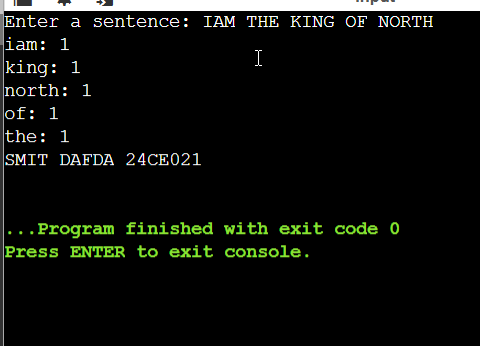 input
Enter a sentence: IAM THE KING OF NORTH
iam: 1
king: 1
north: 1
of: 1
the: 1
SMIT DAFDA 24CE021
...Program finished with exit code 0
Press ENTER to exit console.